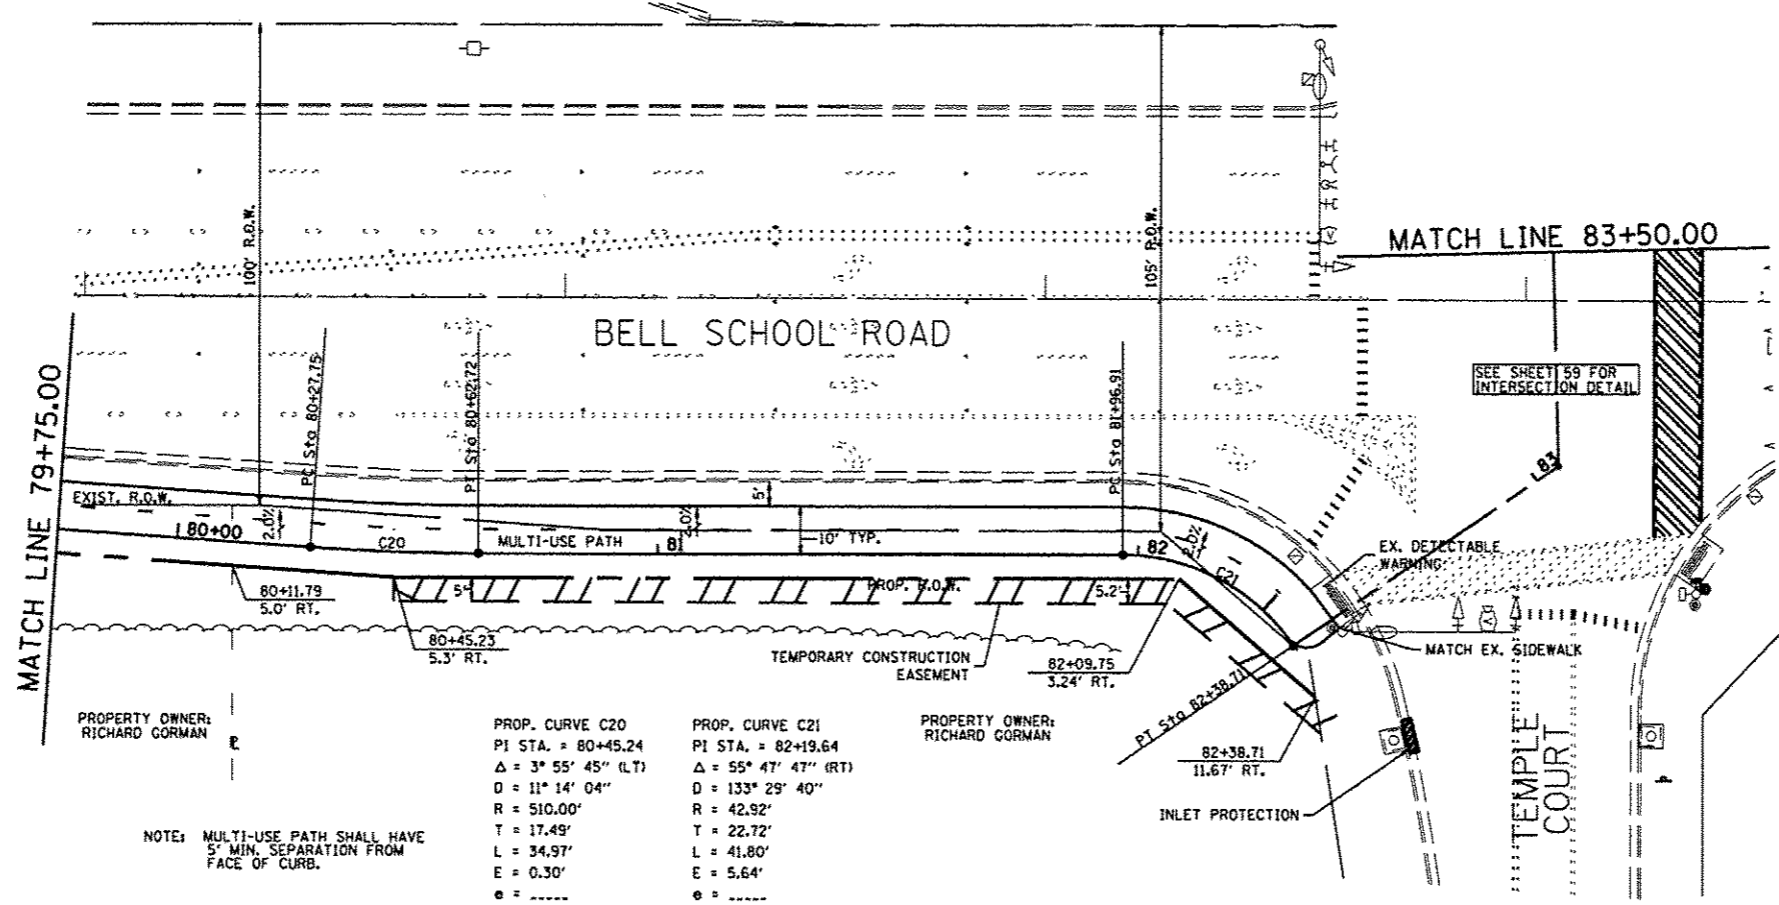 MATCH LINE 83+50.00
100' R.O.W.
105' R.O.W.
BELL SCHOOL ROAD
SEE SHEET 59 FOR
INTERSECTION DETAIL
MATCH LINE 79+75.00
PC Sta 80+27.75
PT Sta 80+62.72
PC Sta 81+96.91
EXIST. R.O.W.
80+00
2.0%
C20
MULTI-USE PATH
81
2.0%
5'
10' TYP.
82
2.0%
C21
83
EX. DETECTABLE
WARNING
80+11.79
5.0' RT.
5'
PROP. R.O.W.
5.2'
80+45.23
5.3' RT.
TEMPORARY CONSTRUCTION
EASEMENT
82+09.75
3.24' RT.
MATCH EX. SIDEWALK
PT Sta 82+38.71
82+38.71
11.67' RT.
INLET PROTECTION
TEMPLE
COURT
PROPERTY OWNER:
RICHARD GORMAN
PROPERTY OWNER:
RICHARD GORMAN
PROP. CURVE C20
PI STA. = 80+45.24
Δ = 3° 55' 45" (LT)
D = 11° 14' 04"
R = 510.00'
T = 17.49'
L = 34.97'
E = 0.30'
e = -----
PROP. CURVE C21
PI STA. = 82+19.64
Δ = 55° 47' 47" (RT)
D = 133° 29' 40"
R = 42.92'
T = 22.72'
L = 41.80'
E = 5.64'
e = -----
NOTE: MULTI-USE PATH SHALL HAVE
5' MIN. SEPARATION FROM
FACE OF CURB.